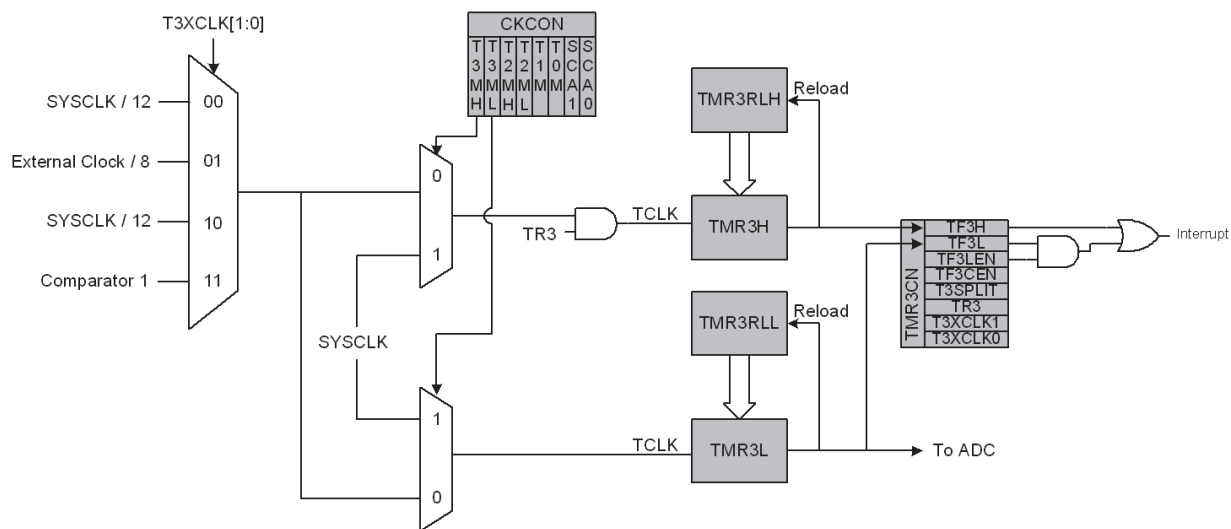 T3XCLK[1:0]
SYSCLK / 12
External Clock / 8
SYSCLK / 12
Comparator 1
00
01
10
11
CKCON
T3MH
T3ML
T2MH
T2ML
T1M
T0M
SCA1
SCA0
0
1
SYSCLK
1
0
TR3
TCLK
TMR3RLH
Reload
TMR3H
TCLK
TMR3RLL
Reload
TMR3L
To ADC
TMR3CN
TF3H
TF3L
TF3LEN
TF3CEN
T3SPLIT
TR3
T3XCLK1
T3XCLK0
Interrupt